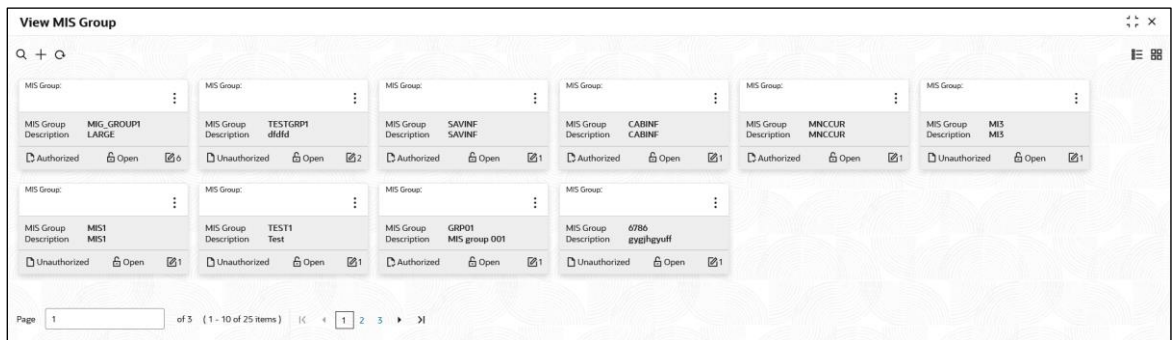 View MIS Group
MIS Group: MIS Group: MIS Group: MIS Group: MIS Group: MIS Group:
MIS Group MIG_GROUP1 MIS Group TESTGRP1 MIS Group SAVINF MIS Group CABINF MIS Group MNCCUR MIS Group MI3
Description LARGE Description dfdfd Description SAVINF Description CABINF Description MNCCUR Description MI3
Authorized Open 6 Unauthorized Open 2 Authorized Open 1 Authorized Open 1 Authorized Open 1 Unauthorized Open 1
MIS Group: MIS Group: MIS Group: MIS Group:
MIS Group MIS1 MIS Group TEST1 MIS Group GRP01 MIS Group 6786
Description MIS1 Description Test Description MIS group 001 Description gygjhgyuff
Unauthorized Open 1 Unauthorized Open 1 Authorized Open 1 Unauthorized Open 1
Page 1 of 3 (1 - 10 of 25 items) 1 2 3